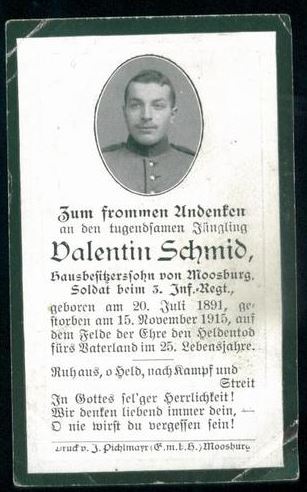 Zum frommen Andenken
an den tugendsamen Jüngling
Valentin Schmid,
Hausbesitzerssohn von Moosburg,
Soldat beim 3. Inf.-Regt.,
geboren am 20. Juli 1891, ge-
storben am 15. November 1915, auf
dem Felde der Ehre den Heldentod
fürs Vaterland im 25. Lebensjahre.
Ruh aus, o Held, nach Kampf und
Streit
In Gottes sel'ger Herrlichkeit!
Wir denken liebend immer dein,
O nie wirst du vergessen sein!
Druck v. J. Pichlmayr (G. m. b. H.) Moosburg